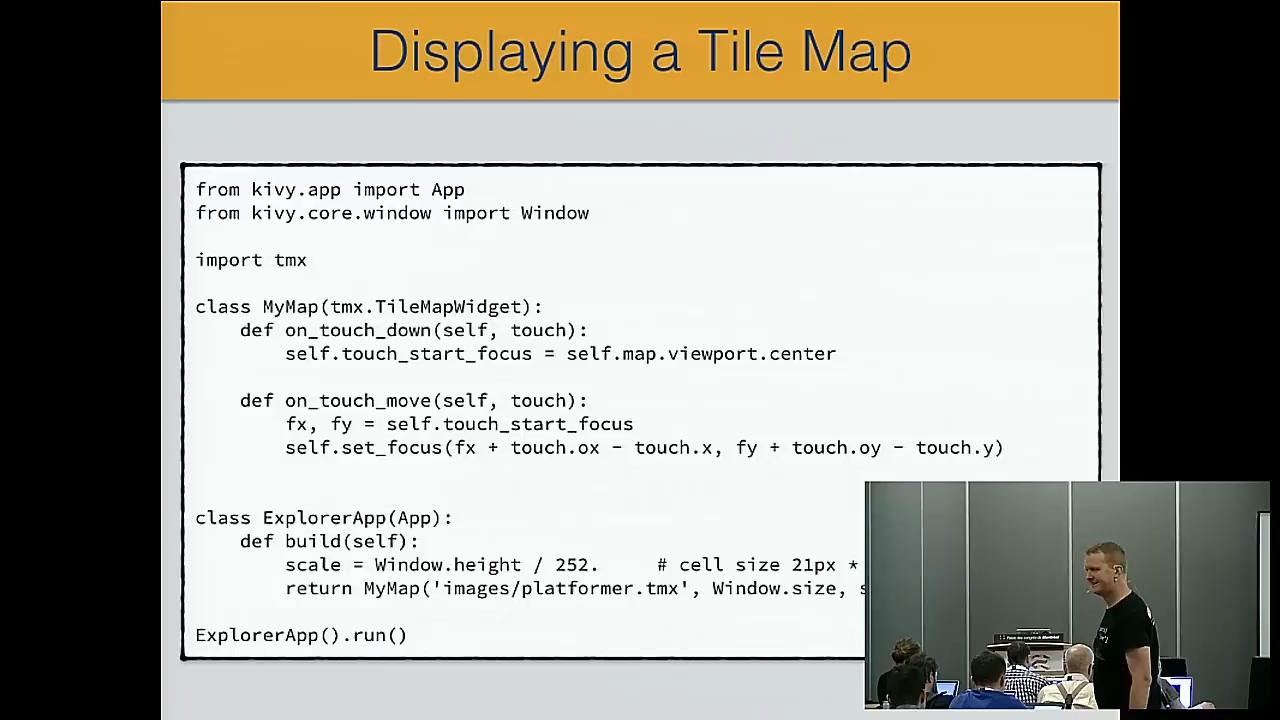 Displaying a Tile Map
from kivy.app import App
from kivy.core.window import Window
import tmx
class MyMap(tmx.TileMapWidget):
def on_touch_down(self, touch):
self.touch_start_focus = self.map.viewport.center
def on_touch_move(self, touch):
fx, fy = self.touch_start_focus
self.set_focus(fx + touch.ox - touch.x, fy + touch.oy - touch.y)
class ExplorerApp(App):
def build(self):
scale = Window.height / 252.     # cell size 21px *
return MyMap('images/platformer.tmx', Window.size, s
ExplorerApp().run()